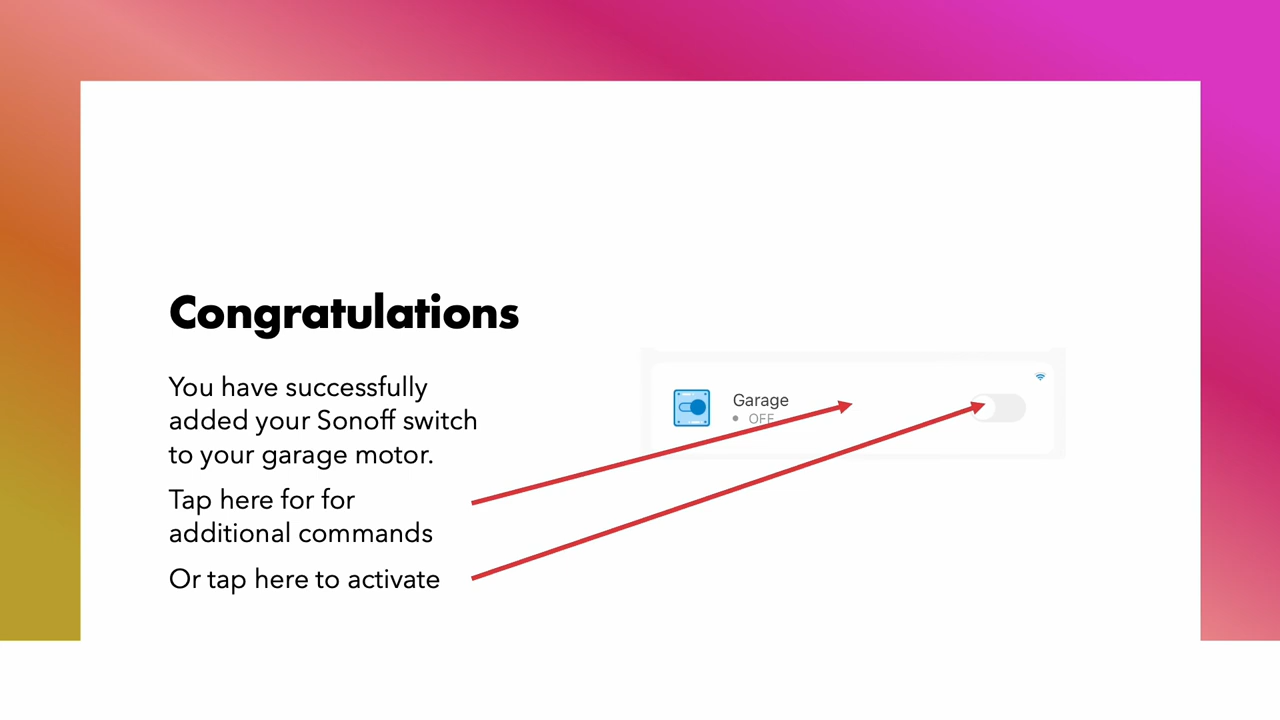 Congratulations
You have successfully
added your Sonoff switch
to your garage motor.
Tap here for for
additional commands
Or tap here to activate
Garage
OFF